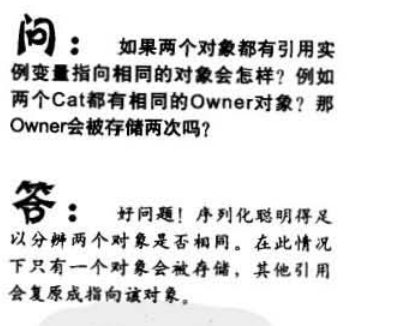 问： 如果两个对象都有引用实
例变量指向相同的对象会怎样？例如
两个Cat都有相同的Owner对象？那
Owner会被存储两次吗？
答： 好问题！序列化聪明得足
以分辨两个对象是否相同。在此情况
下只有一个对象会被存储，其他引用
会复原成指向该对象。